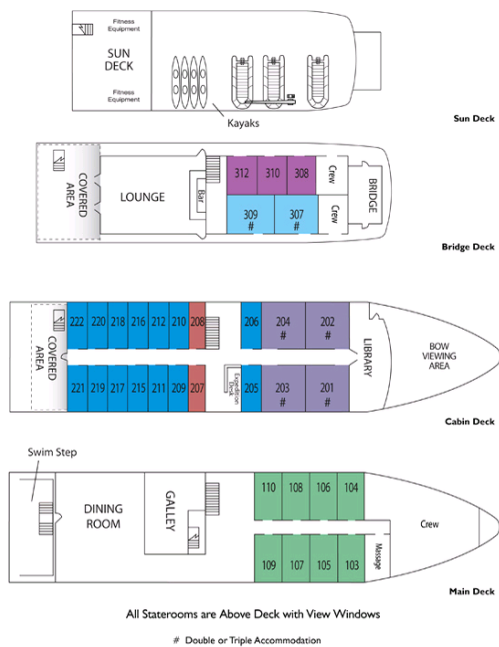 Fitness
Equipment
SUN
DECK
Fitness
Equipment
Kayaks
Sun Deck
COVERED
AREA
LOUNGE
Bar
312 310 308
Crew
309
#
307
#
Crew
BRIDGE
Bridge Deck
COVERED
AREA
222 220 218 216 212 210 208
206 204
#
202
#
LIBRARY
BOW
VIEWING
AREA
221 219 217 215 211 209 207
Expedition
Desk
205 203
#
201
#
Cabin Deck
Swim Step
DINING
ROOM
GALLEY
110 108 106 104
109 107 105 103
Massage
Crew
Main Deck
All Staterooms are Above Deck with View Windows
# Double or Triple Accommodation